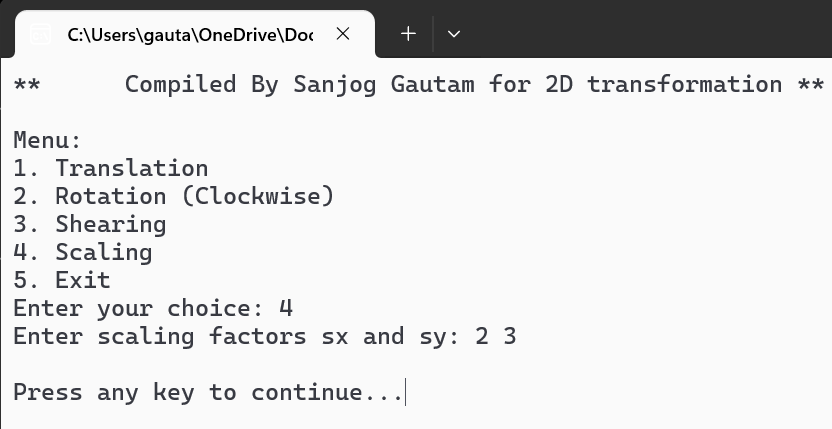 C:\Users\gauta\OneDrive\Doc
** Compiled By Sanjog Gautam for 2D transformation **
Menu:
1. Translation
2. Rotation (Clockwise)
3. Shearing
4. Scaling
5. Exit
Enter your choice: 4
Enter scaling factors sx and sy: 2 3
Press any key to continue...